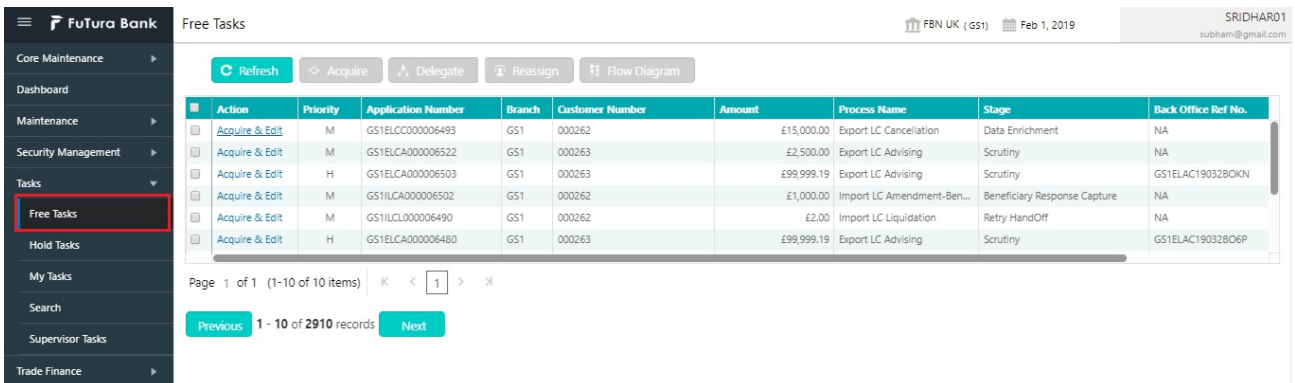 FuTura Bank
Free Tasks
FBN UK (GS1)
Feb 1, 2019
SRIDHAR01
subham@gmail.com
Core Maintenance
Dashboard
Maintenance
Security Management
Tasks
Free Tasks
Hold Tasks
My Tasks
Search
Supervisor Tasks
Trade Finance
Refresh Acquire Delegate Reassign Flow Diagram
Action Priority Application Number Branch Customer Number Amount Process Name Stage Back Office Ref No.
Acquire & Edit M GS1ELCC000006493 GS1 000262 £15,000.00 Export LC Cancellation Data Enrichment NA
Acquire & Edit M GS1ELCA000006522 GS1 000263 £2,500.00 Export LC Advising Scrutiny NA
Acquire & Edit H GS1ELCA000006503 GS1 000263 £99,999.19 Export LC Advising Scrutiny GS1ELAC19032BOKN
Acquire & Edit M GS1ILCA000006502 GS1 000262 £1,000.00 Import LC Amendment-Ben... Beneficiary Response Capture NA
Acquire & Edit M GS1ILCL000006490 GS1 000262 £2.00 Import LC Liquidation Retry HandOff NA
Acquire & Edit H GS1ELCA000006480 GS1 000263 £99,999.19 Export LC Advising Scrutiny GS1ELAC19032BO6P
Page 1 of 1 (1-10 of 10 items) 1
Previous 1 - 10 of 2910 records Next